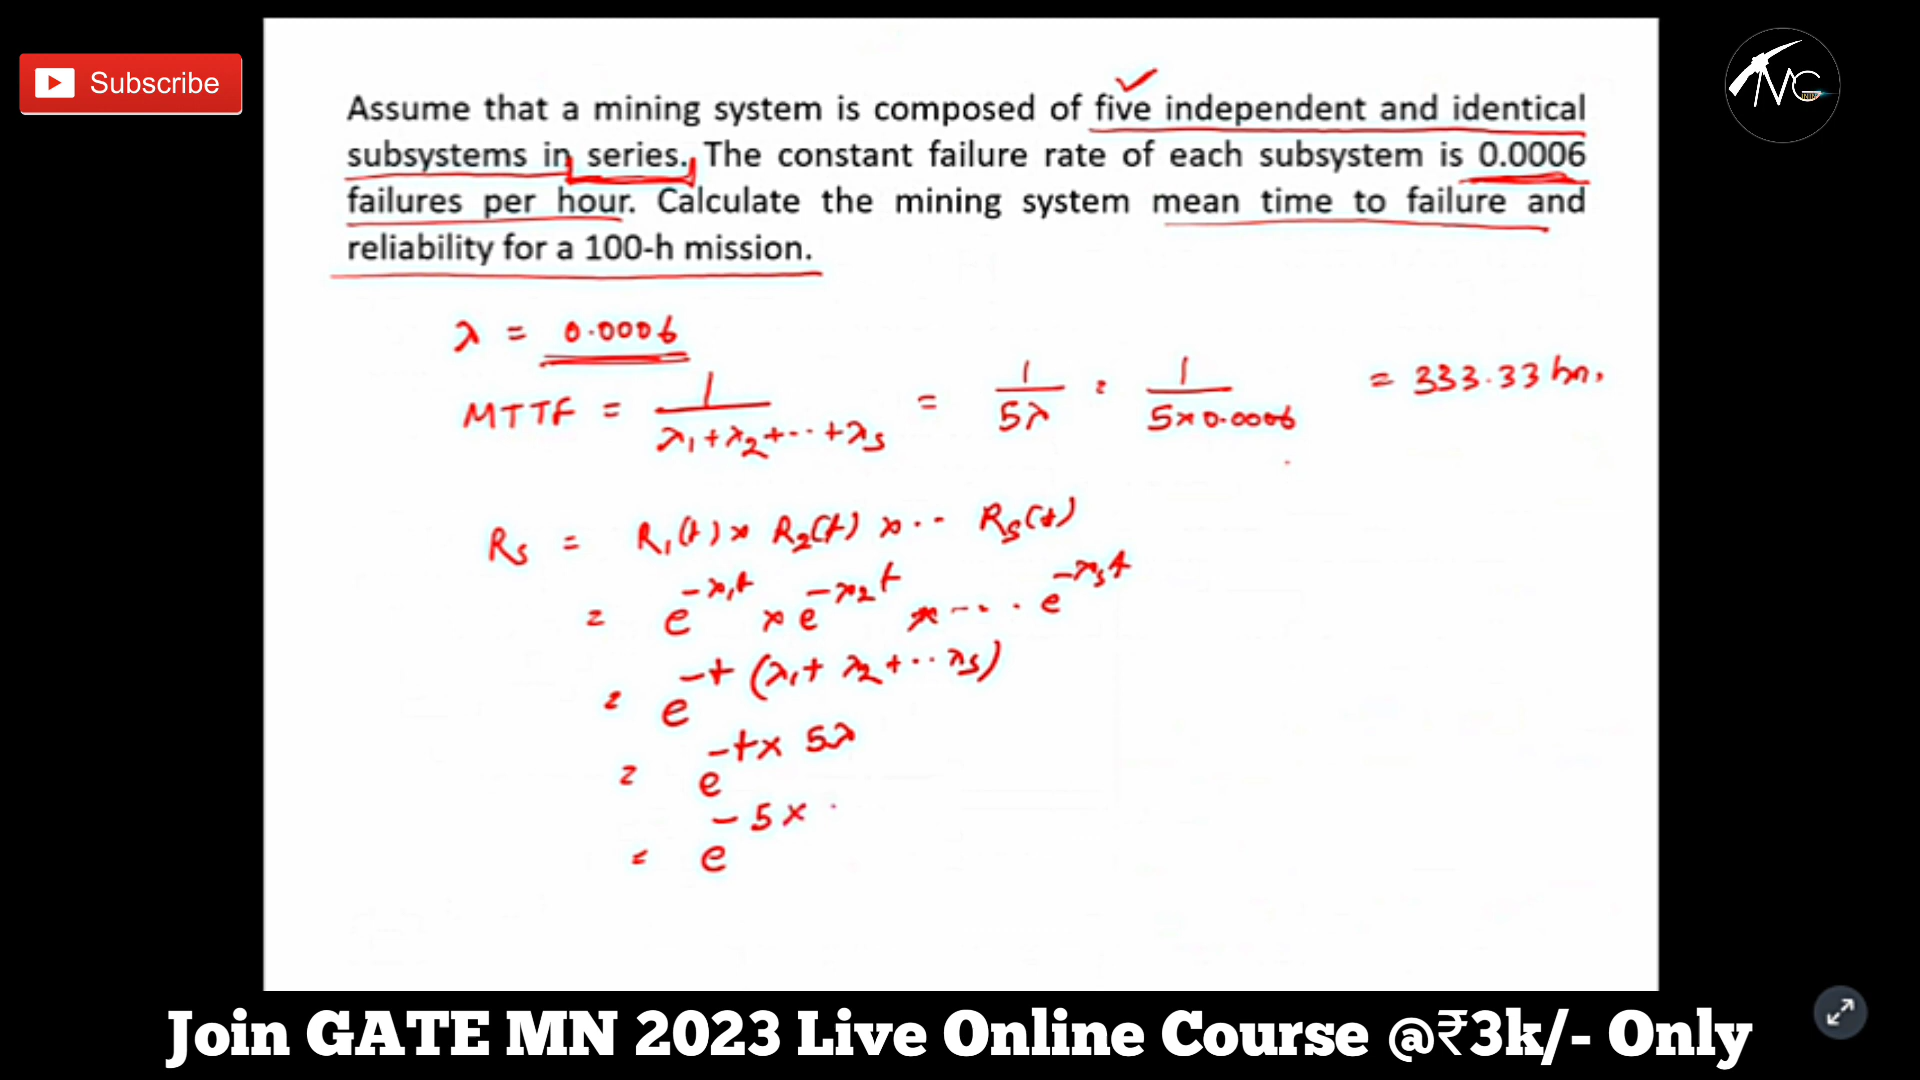 Subscribe
MG
Assume that a mining system is composed of five independent and identical
subsystems in series. The constant failure rate of each subsystem is 0.0006
failures per hour. Calculate the mining system mean time to failure and
reliability for a 100-h mission.
λ = 0.0006
MTTF = 1/(λ₁+λ₂+··+λ₅) = 1/5λ = 1/(5×0.0006) = 333.33 hr.
Rs = R₁(t) × R₂(t) × ·· R₅(t)
= e^(-λ₁t) × e^(-λ₂t) × ---- e^(-λ₅t)
= e^(-t (λ₁+ λ₂+··λ₅))
= e^(-t× 5λ)
= e^(-5×
Join GATE MN 2023 Live Online Course @₹3k/- Only